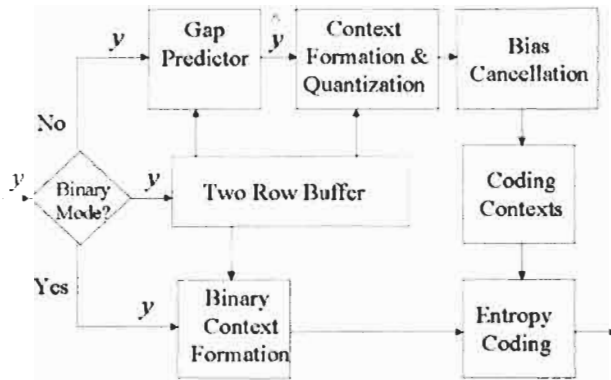 y
Gap
Predictor
ŷ
Context
Formation &
Quantization
Bias
Cancellation
No
y
Binary
Mode?
y
Two Row Buffer
Coding
Contexts
Yes
y
Binary
Context
Formation
Entropy
Coding